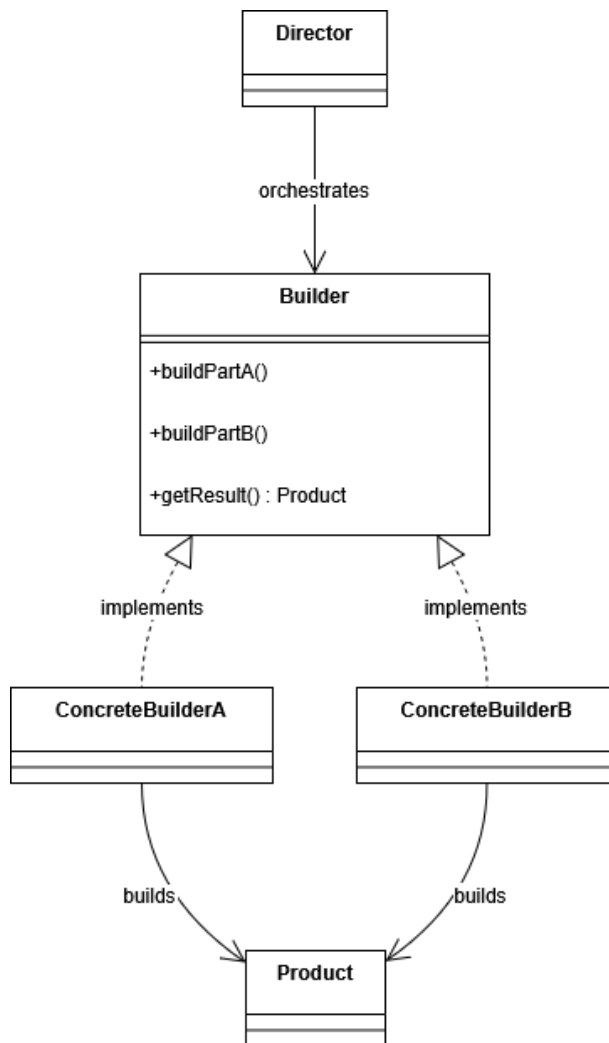 Director
orchestrates
Builder
+buildPartA()
+buildPartB()
+getResult() : Product
implements
implements
ConcreteBuilderA
ConcreteBuilderB
builds
builds
Product